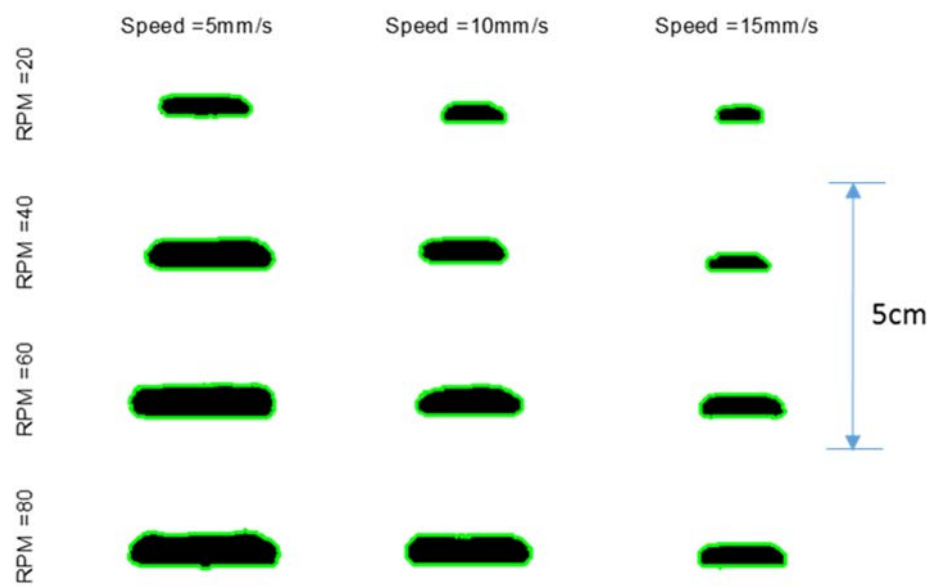 Speed =5mm/s
Speed =10mm/s
Speed =15mm/s
RPM =20
RPM =40
RPM =60
RPM =80
5cm